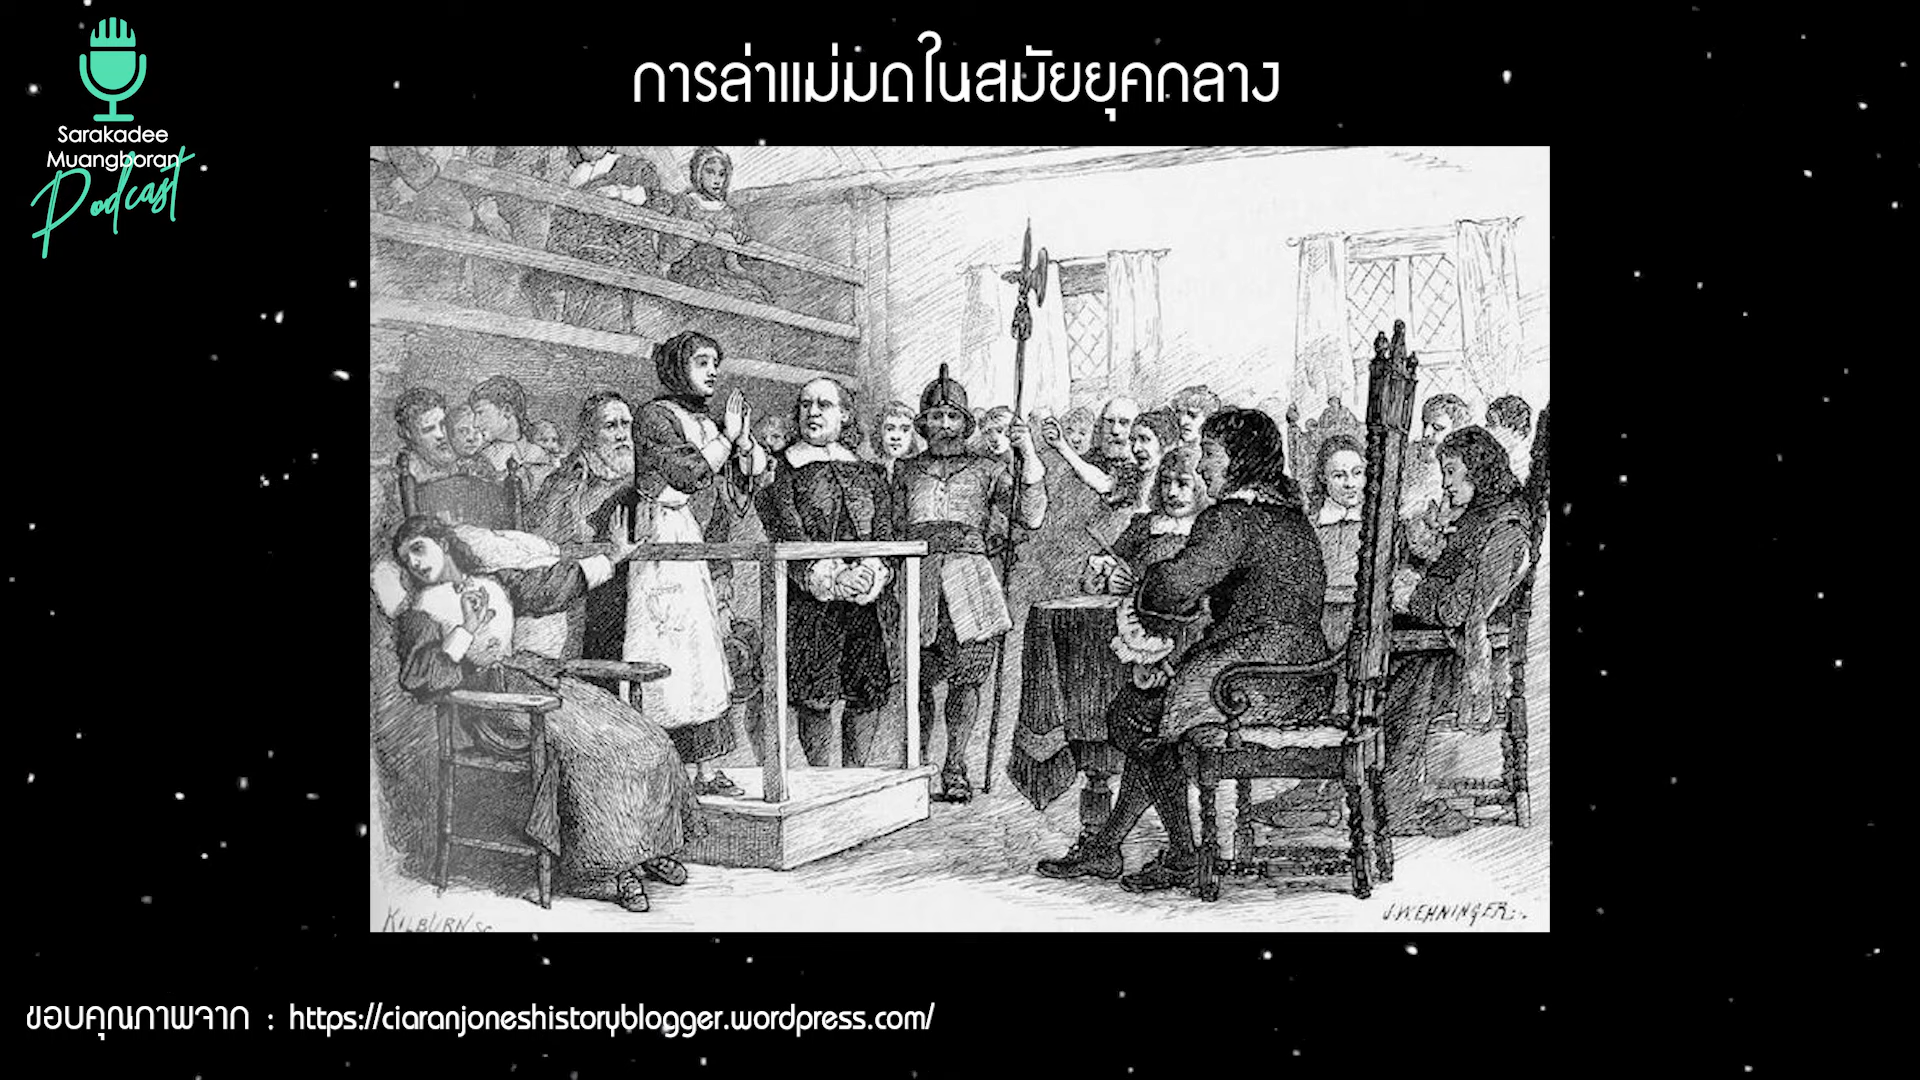 การล่าแม่มดในสมัยยุคกลาง
Sarakadee
Muangboran
Podcast
KILBURN SC
J.W.EHNINGER
ขอบคุณภาพจาก : https://ciaranjoneshistoryblogger.wordpress.com/